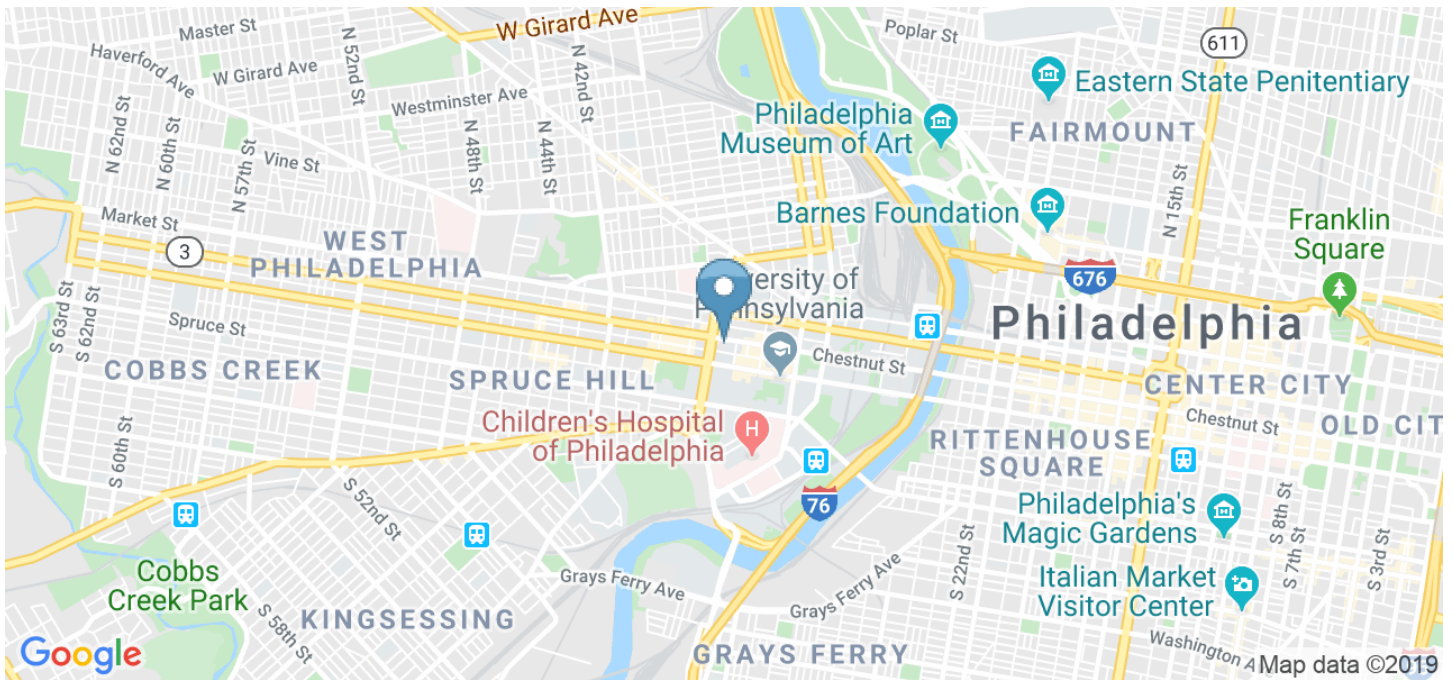 Master St
W Girard Ave
Poplar St
611
Haverford Ave
N 52nd St
N 42nd St
W Girard Ave
Eastern State Penitentiary
Westminster Ave
Philadelphia
Museum of Art
FAIRMOUNT
N 62nd St
N 60th St
N 57th St
Vine St
N 48th St
N 44th St
N 15th St
Market St
Barnes Foundation
Franklin
Square
3
WEST
PHILADELPHIA
676
University of
Pennsylvania
S 63rd St
S 62nd St
Spruce St
Philadelphia
Chestnut St
COBBS CREEK
SPRUCE HILL
CENTER CITY
Children's Hospital
of Philadelphia
H
Chestnut St
OLD CIT
RITTENHOUSE
SQUARE
S 60th St
S 52nd St
76
Philadelphia's
Magic Gardens
S 8th St
S 7th St
S 3rd St
S 22nd St
Cobbs
Creek Park
Grays Ferry Ave
Grays Ferry Ave
Italian Market
Visitor Center
S 58th St
KINGSESSING
Washington A
GRAYS FERRY
Google
Map data ©2019